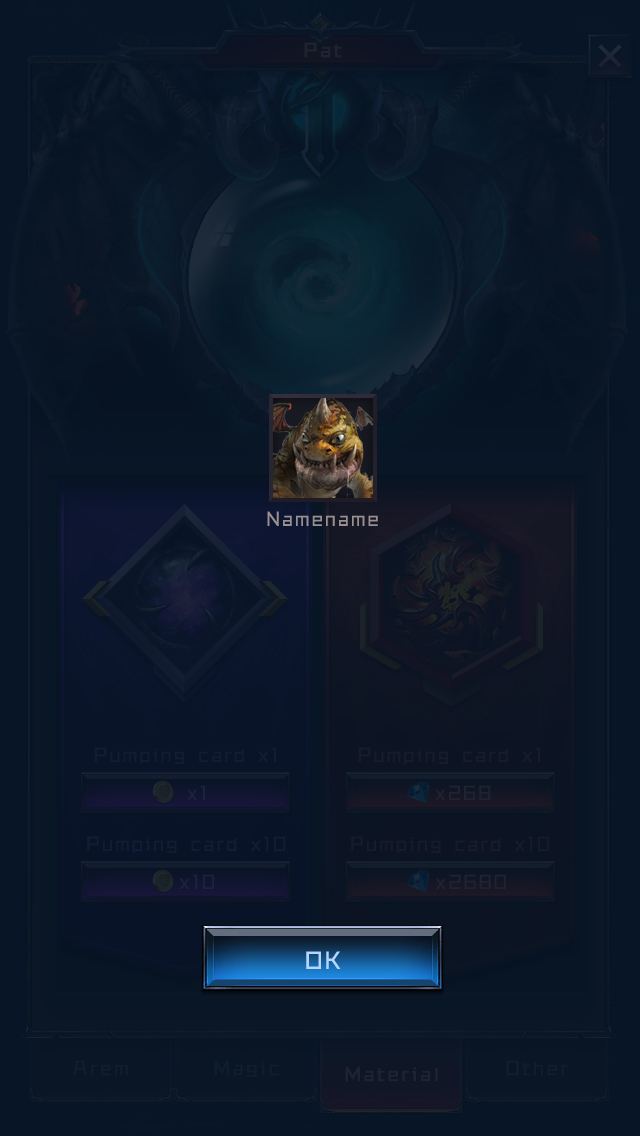 Pat
Namename
Pumping card x1
Pumping card x1
x1
x268
Pumping card x10
Pumping card x10
x10
x2680
OK
Arem
Magic
Material
Other